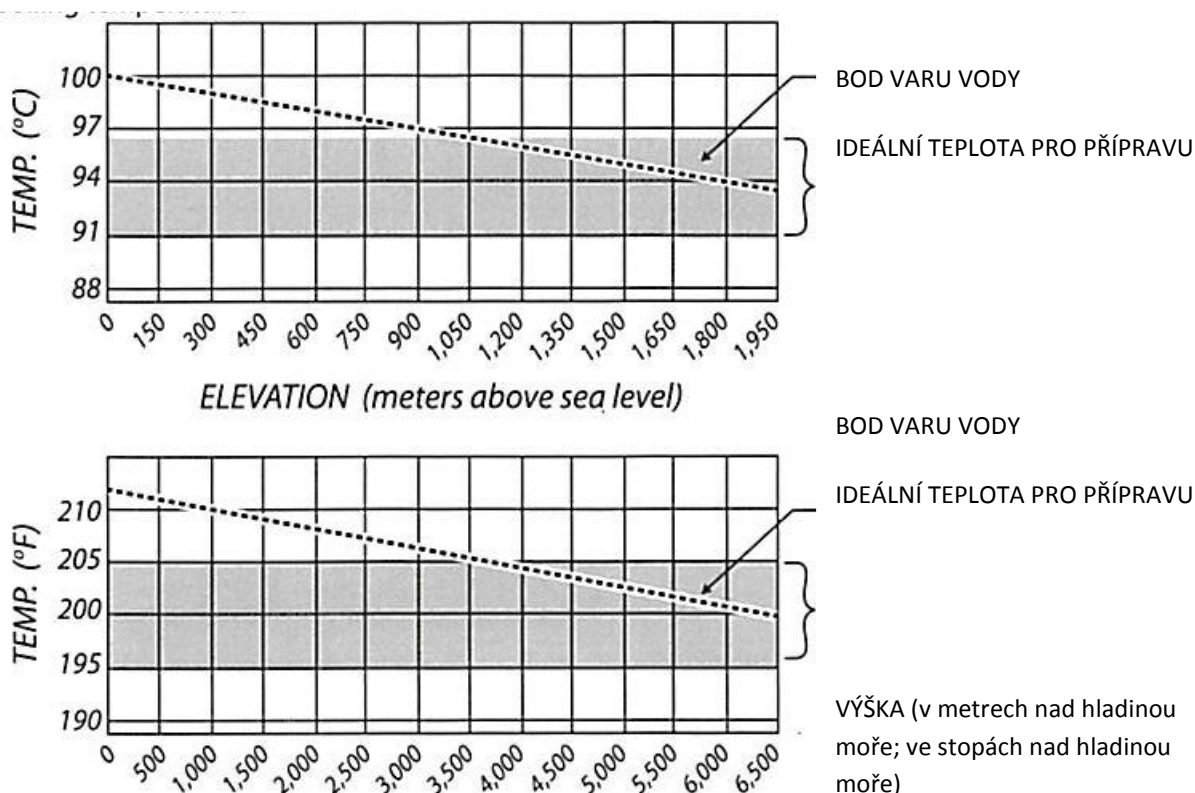 100
97
94
91
88
TEMP. (°C)
0 150 300 450 600 750 900 1,050 1,200 1,350 1,500 1,650 1,800 1,950
ELEVATION (meters above sea level)
BOD VARU VODY
IDEÁLNÍ TEPLOTA PRO PŘÍPRAVU
210
205
200
195
190
TEMP. (°F)
0 500 1,000 1,500 2,000 2,500 3,000 3,500 4,000 4,500 5,000 5,500 6,000 6,500
BOD VARU VODY
IDEÁLNÍ TEPLOTA PRO PŘÍPRAVU
VÝŠKA (v metrech nad hladinou
moře; ve stopách nad hladinou
moře)